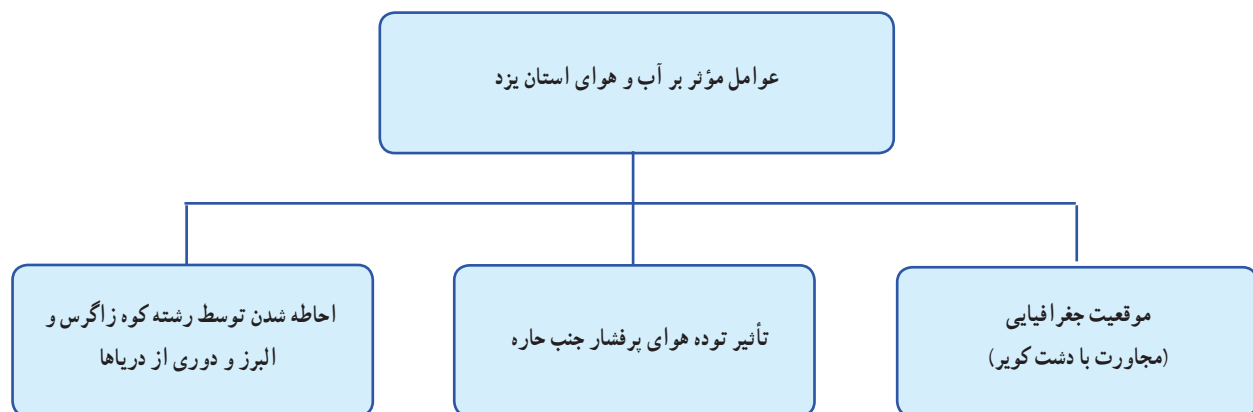 عوامل مؤثر بر آب و هوای استان یزد
موقعیت جغرافیایی
(مجاورت با دشت کویر)
تأثیر توده هوای پرفشار جنب حاره
احاطه شدن توسط رشته کوه زاگرس و
البرز و دوری از دریاها